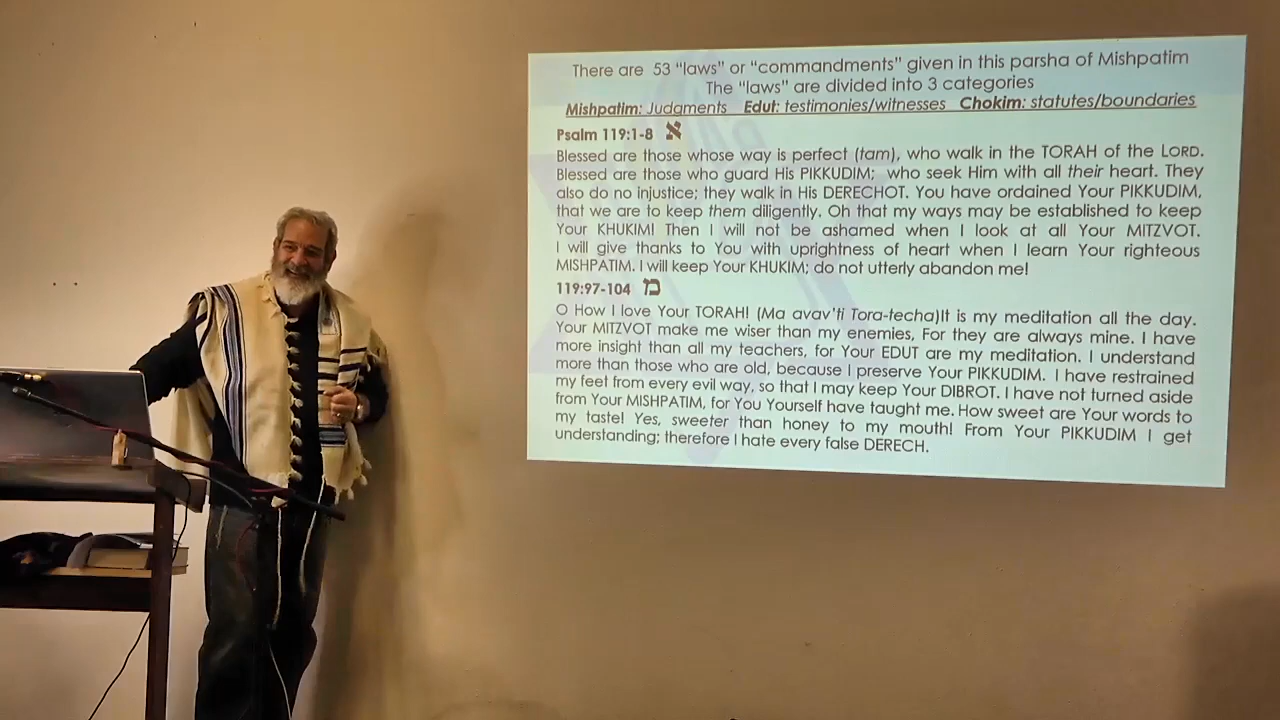 There are 53 “laws” or “commandments” given in this parsha of Mishpatim
The “laws” are divided into 3 categories
Mishpatim: Judgments Edut: testimonies/witnesses Chokim: statutes/boundaries
Psalm 119:1-8 א
Blessed are those whose way is perfect (tam), who walk in the TORAH of the LORD.
Blessed are those who guard His PIKKUDIM; who seek Him with all their heart. They
also do no injustice; they walk in His DERECHOT. You have ordained Your PIKKUDIM,
that we are to keep them diligently. Oh that my ways may be established to keep
Your KHUKIM! Then I will not be ashamed when I look at all Your MITZVOT.
I will give thanks to You with uprightness of heart when I learn Your righteous
MISHPATIM. I will keep Your KHUKIM; do not utterly abandon me!
119:97-104 מ
O How I love Your TORAH! (Ma avav’ti Tora-techa)It is my meditation all the day.
Your MITZVOT make me wiser than my enemies, For they are always mine. I have
more insight than all my teachers, for Your EDUT are my meditation. I understand
more than those who are old, because I preserve Your PIKKUDIM. I have restrained
my feet from every evil way, so that I may keep Your DIBROT. I have not turned aside
from Your MISHPATIM, for You Yourself have taught me. How sweet are Your words to
my taste! Yes, sweeter than honey to my mouth! From Your PIKKUDIM I get
understanding; therefore I hate every false DERECH.